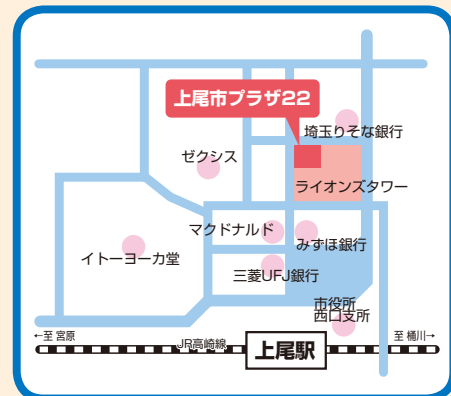 上尾市プラザ22
埼玉りそな銀行
ゼクシス
ライオンズタワー
マクドナルド
みずほ銀行
イトーヨーカ堂
三菱UFJ銀行
市役所
西口支所
←至 宮原
JR高崎線
上尾駅
至 桶川→